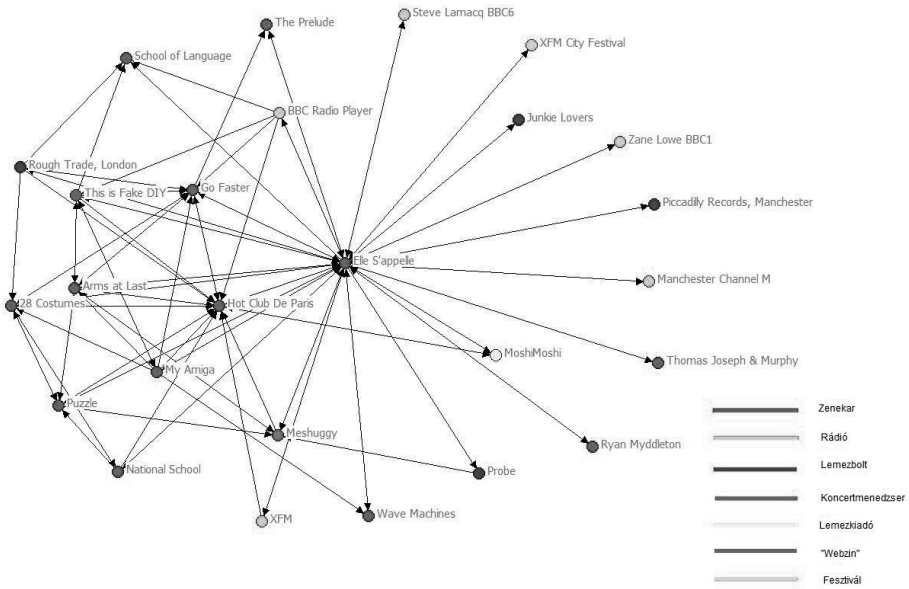 Steve Lamacq BBC6
The Prelude
XFM City Festival
School of Language
BBC Radio Player
Junkie Lovers
Zane Lowe BBC1
Rough Trade, London
This is Fake DIY
Go Faster
Piccadilly Records, Manchester
Elle S'appelle
Manchester Channel M
Arms at Last
28 Costumes
Hot Club De Paris
MoshiMoshi
Thomas Joseph & Murphy
My Amiga
Puzzle
Meshuggy
Ryan Myddleton
National School
Probe
XFM
Wave Machines
Zenekar
Rádió
Lemezbolt
Koncertmenedzser
Lemezkiadó
"Webzin"
Fesztivál